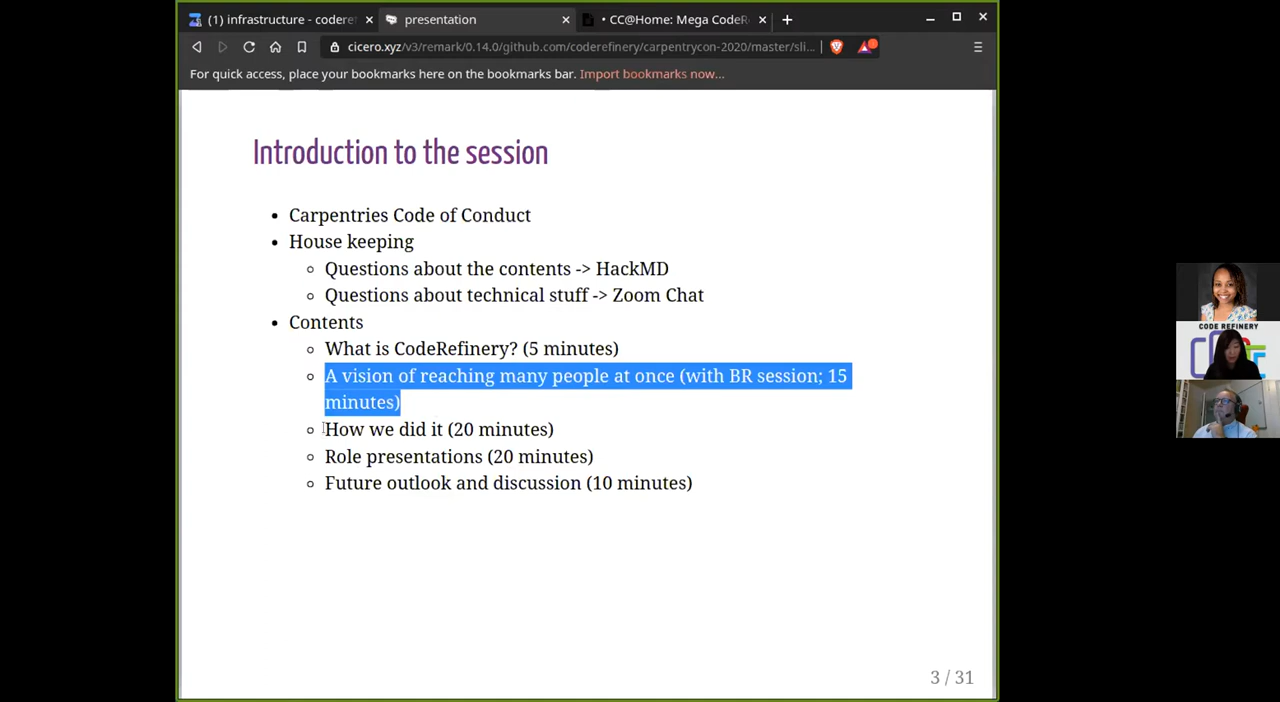 (1) infrastructure - coderef
presentation
• CC@Home: Mega CodeR
cicero.xyz/v3/remark/0.14.0/github.com/coderefinery/carpentrycon-2020/master/sli...
For quick access, place your bookmarks here on the bookmarks bar. Import bookmarks now...
Introduction to the session
• Carpentries Code of Conduct
• House keeping
◦ Questions about the contents -> HackMD
◦ Questions about technical stuff -> Zoom Chat
• Contents
◦ What is CodeRefinery? (5 minutes)
◦ A vision of reaching many people at once (with BR session; 15
minutes)
◦ How we did it (20 minutes)
◦ Role presentations (20 minutes)
◦ Future outlook and discussion (10 minutes)
3 / 31
CODE REFINERY